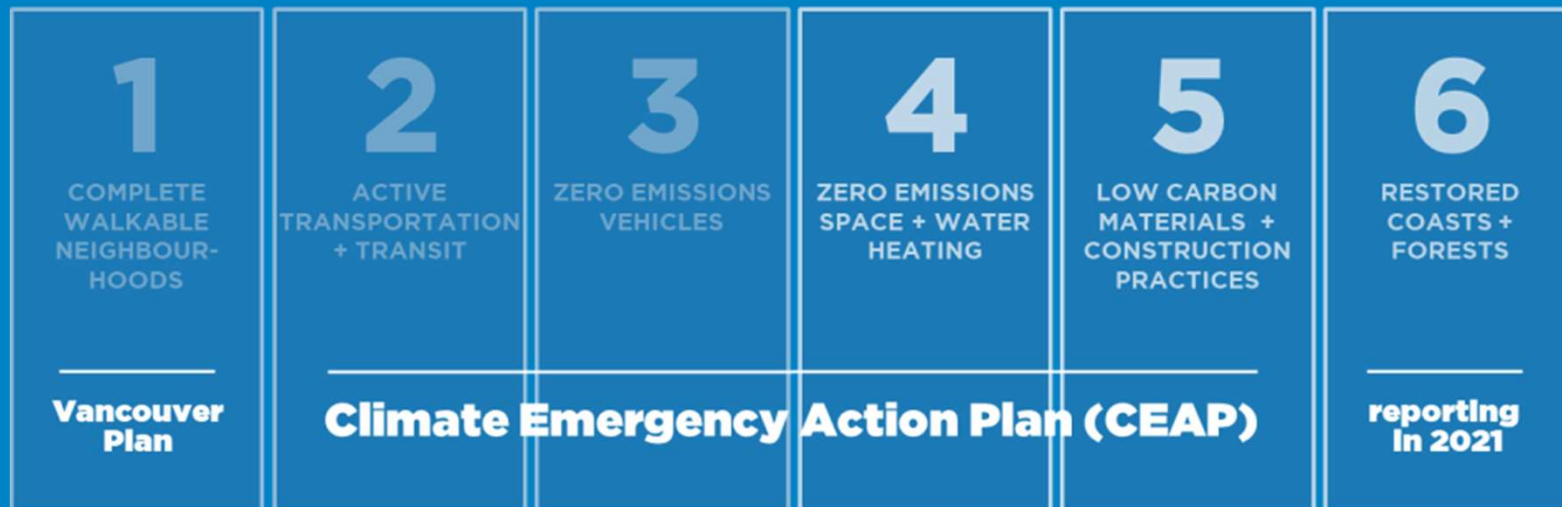 1
COMPLETE
WALKABLE
NEIGHBOUR-
HOODS
Vancouver
Plan
2
ACTIVE
TRANSPORTATION
+ TRANSIT
3
ZERO EMISSIONS
VEHICLES
4
ZERO EMISSIONS
SPACE + WATER
HEATING
5
LOW CARBON
MATERIALS +
CONSTRUCTION
PRACTICES
Climate Emergency Action Plan (CEAP)
6
RESTORED
COASTS +
FORESTS
reporting
in 2021